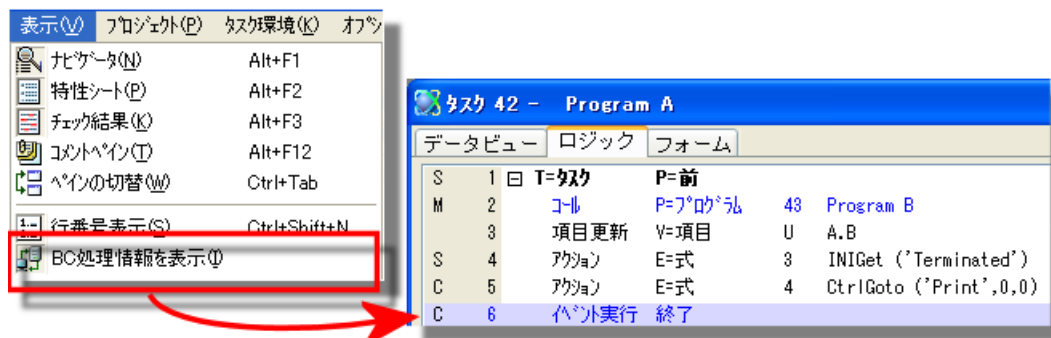 表示(V) プロジェクト(P) タスク環境(K) オプシ
ナビゲータ(N) Alt+F1
特性シート(P) Alt+F2
チェック結果(K) Alt+F3
コメントペイン(T) Alt+F12
ペインの切替(W) Ctrl+Tab
行番号表示(S) Ctrl+Shift+N
BC処理情報を表示(I)
タスク 42 - Program A
データビュー ロジック フォーム
S 1 T=タスク P=前
M 2 コール P=プログラム 43 Program B
3 項目更新 V=項目 U A.B
S 4 アクション E=式 3 INIGet ('Terminated')
C 5 アクション E=式 4 CtrlGoto ('Print',0,0)
C 6 イベント実行 終了